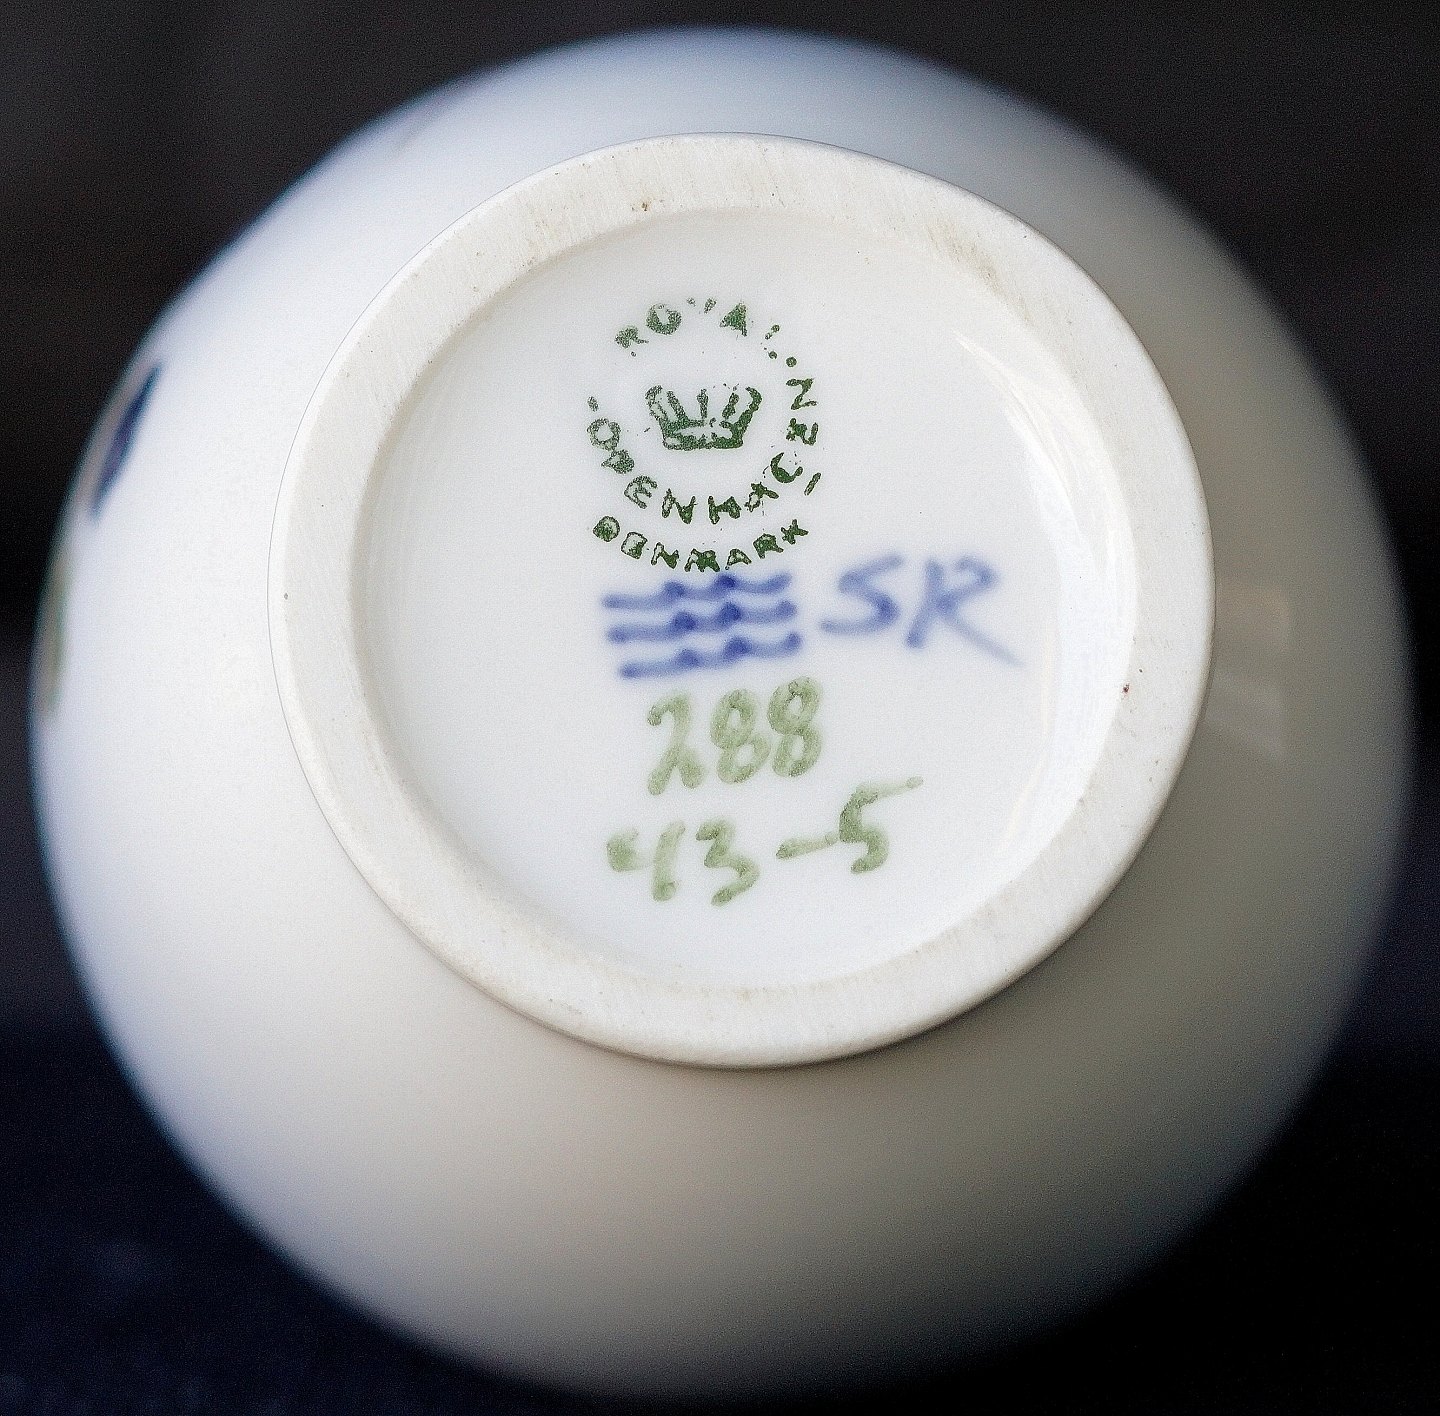 ROYAL
COPENHAGEN
DENMARK
SR
288
43-5